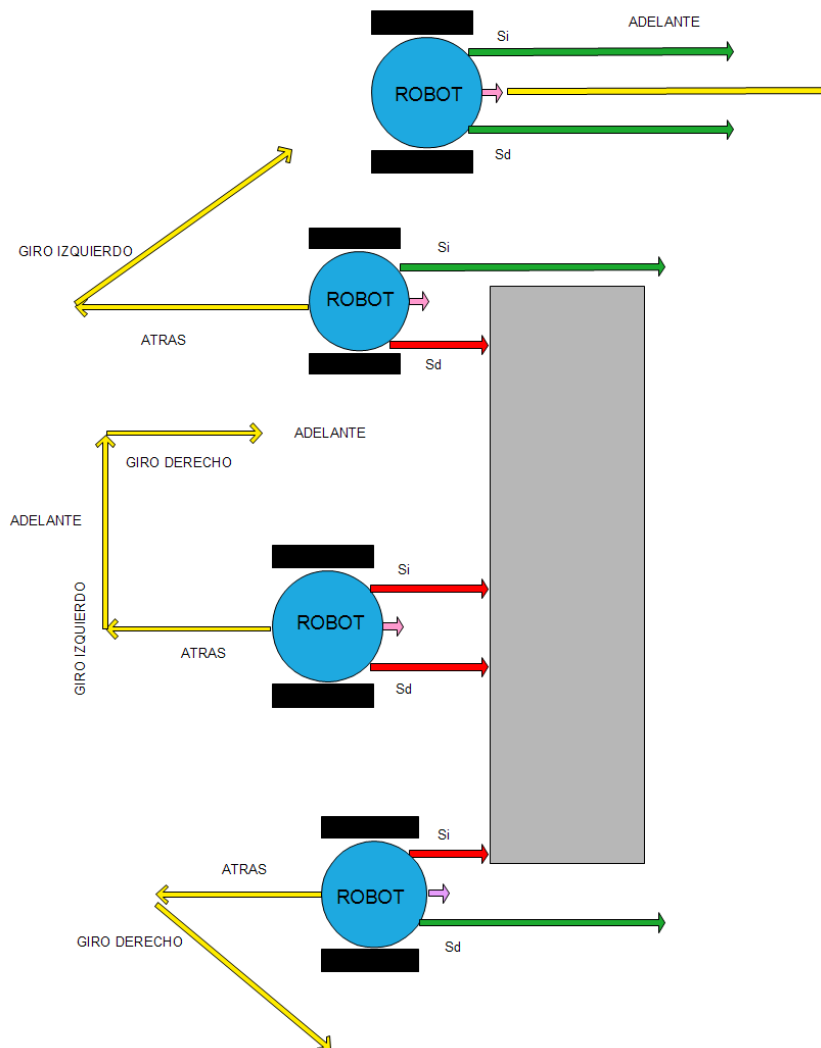 Si
ADELANTE
ROBOT
Sd
GIRO IZQUIERDO
Si
ROBOT
ATRAS
Sd
ADELANTE
GIRO DERECHO
ADELANTE
Si
GIRO IZQUIERDO
ROBOT
ATRAS
Sd
Si
ATRAS
ROBOT
GIRO DERECHO
Sd